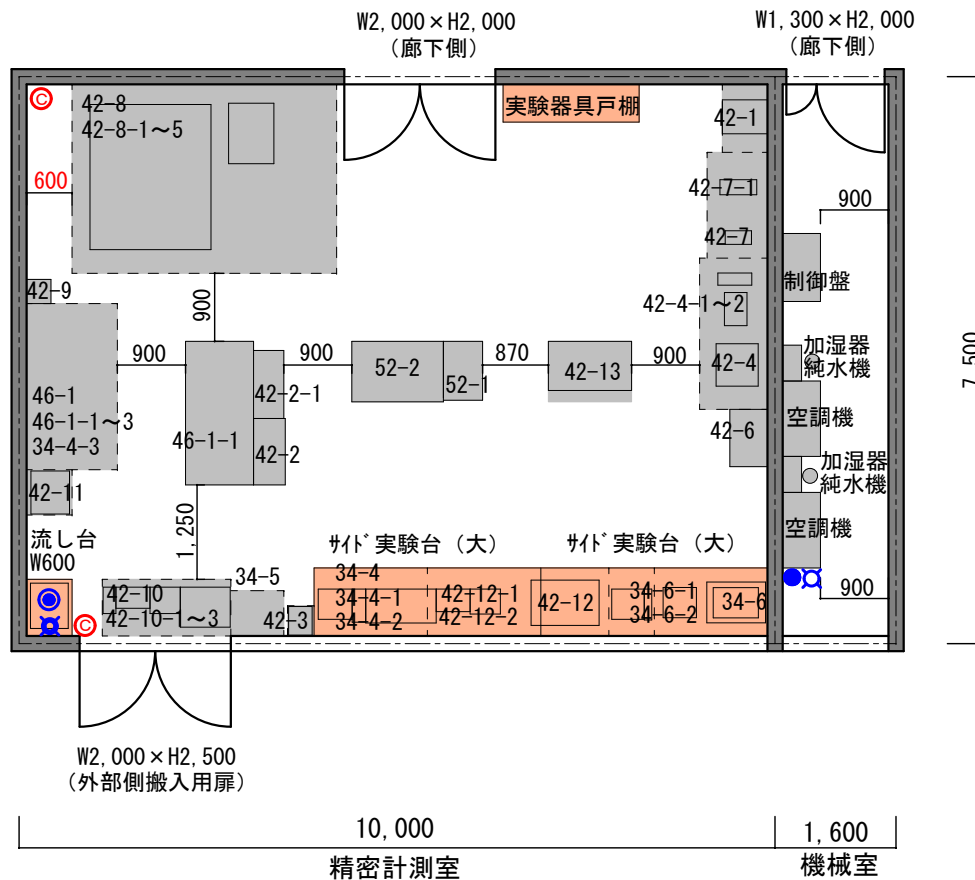 W2,000×H2,000
（廊下側）
W1,300×H2,000
（廊下側）
C
42-8
42-8-1～5
実験器具戸棚
42-1
600
42-7-1
900
42-7
42-9
900
42-4-1～2
制御盤
900
900
52-2
870
42-13
900
42-4
加湿器
純水機
7,500
46-1
46-1-1～3
34-4-3
42-2-1
52-1
空調機
46-1-1
42-2
42-6
加湿器
純水機
42-11
1,250
空調機
流し台
W600
ｻｲﾄﾞ実験台（大）
ｻｲﾄﾞ実験台（大）
34-5
34-4
42-10
34-4-1
42-12-1
42-12
34-6-1
34-6
900
42-10-1～3
42-3
34-4-2
42-12-2
34-6-2
C
W2,000×H2,500
（外部側搬入用扉）
10,000
1,600
精密計測室
機械室